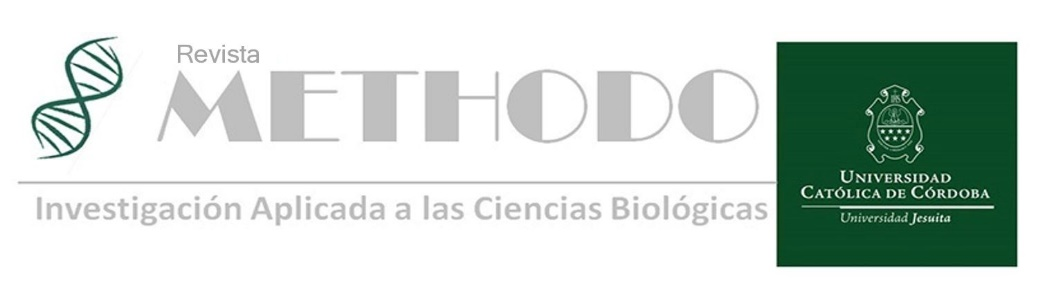 Revista
METHODO
Investigación Aplicada a las Ciencias Biológicas
UNIVERSIDAD
CATÓLICA DE CÓRDOBA
Universidad Jesuita